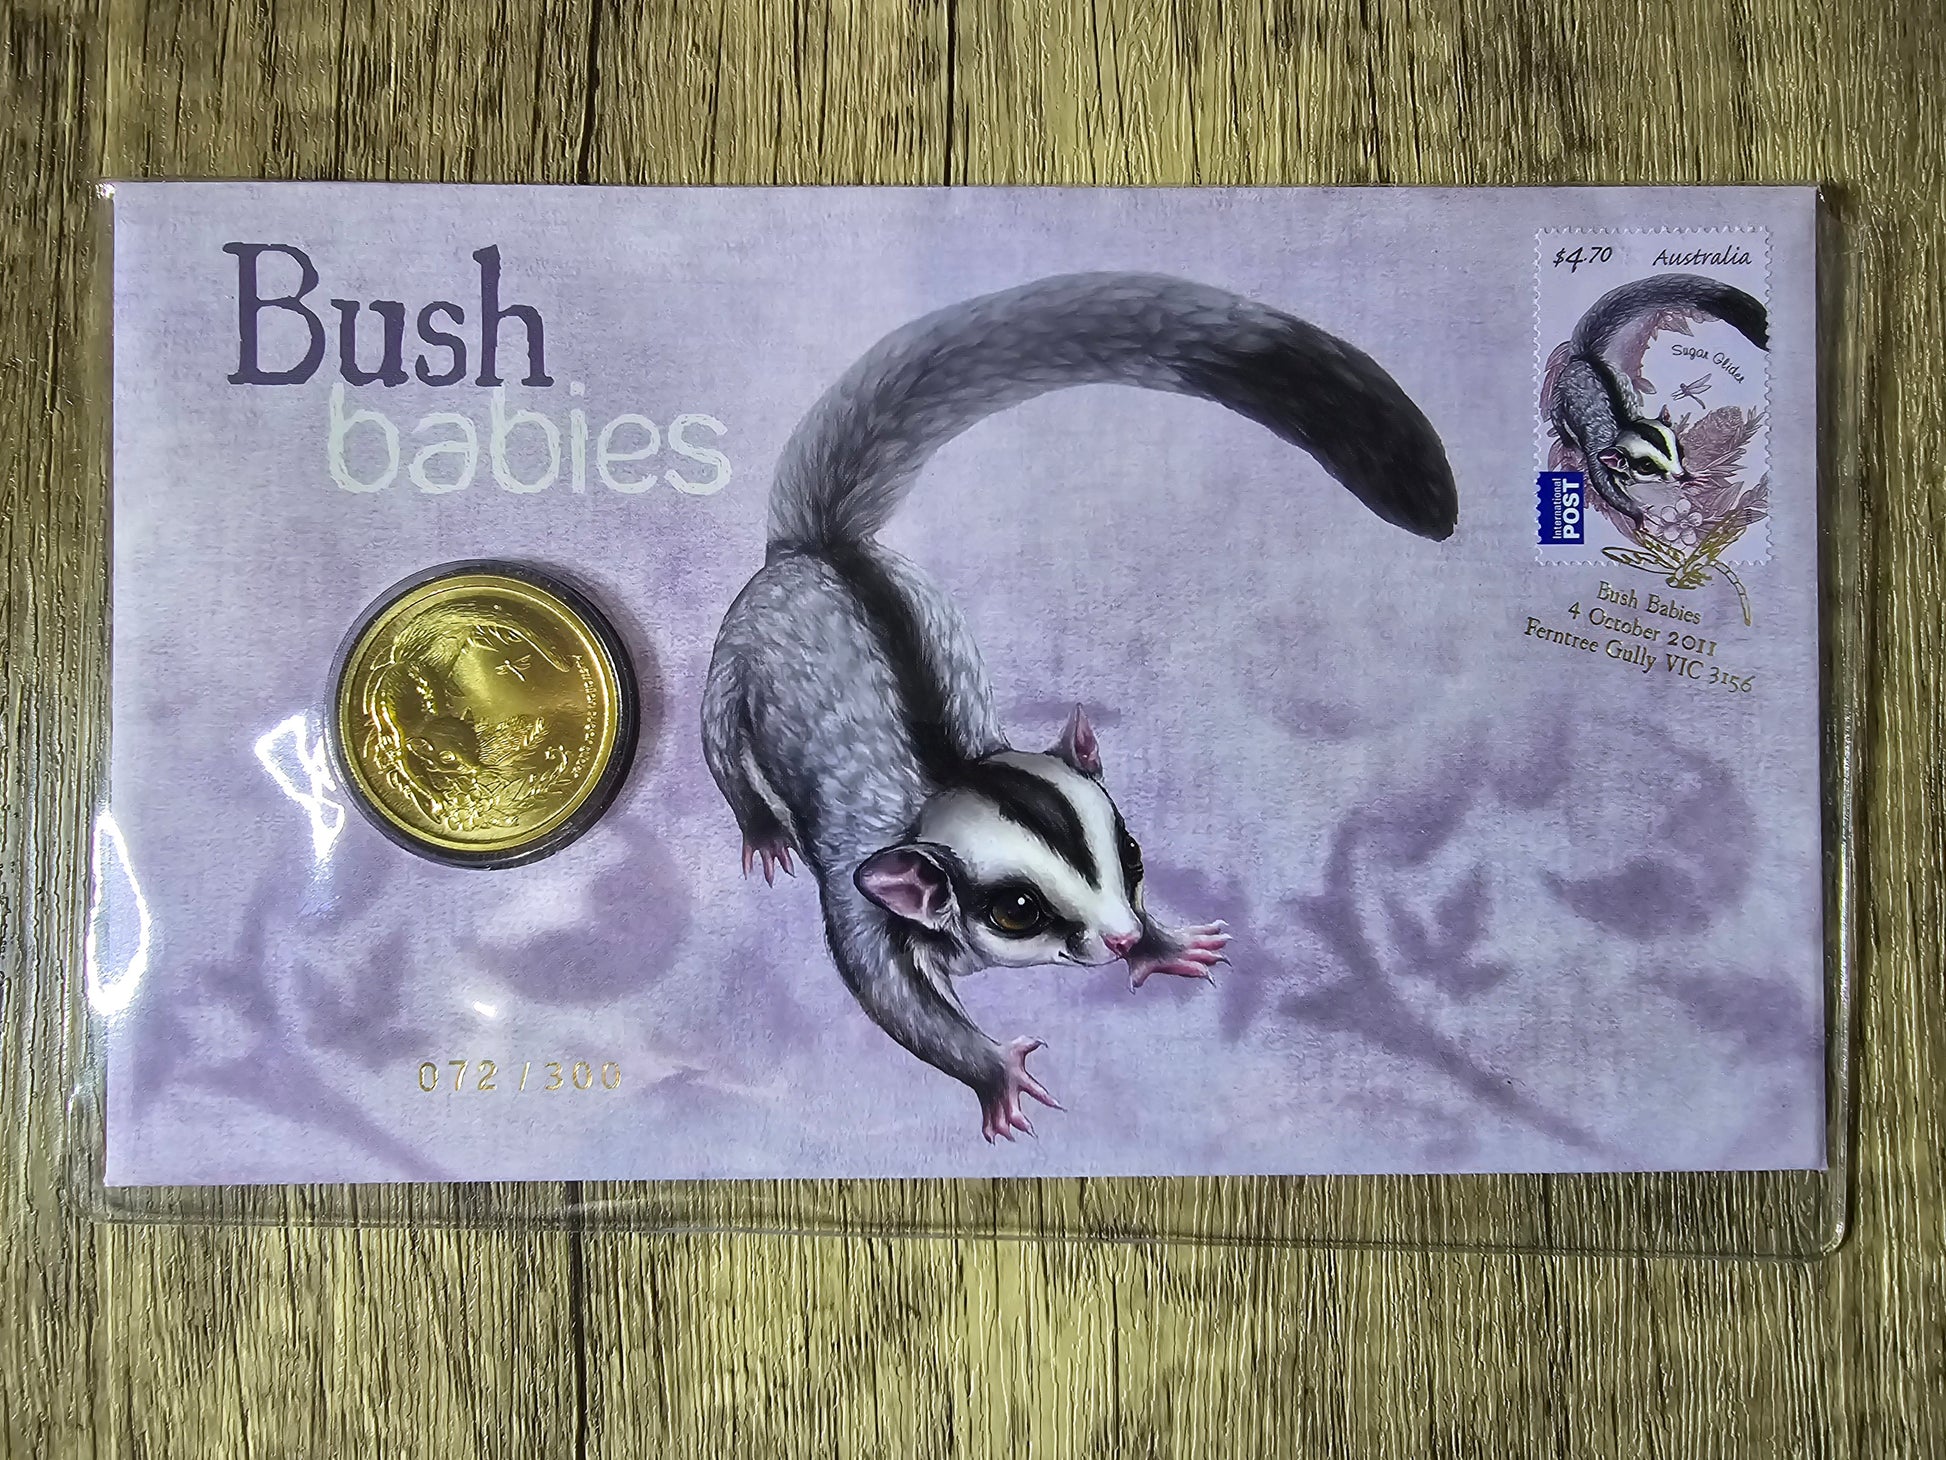 Bush
babies
$4.70 Australia
Sugar Glider
International
POST
Bush Babies
4 October 2011
Ferntree Gully VIC 3156
072/300